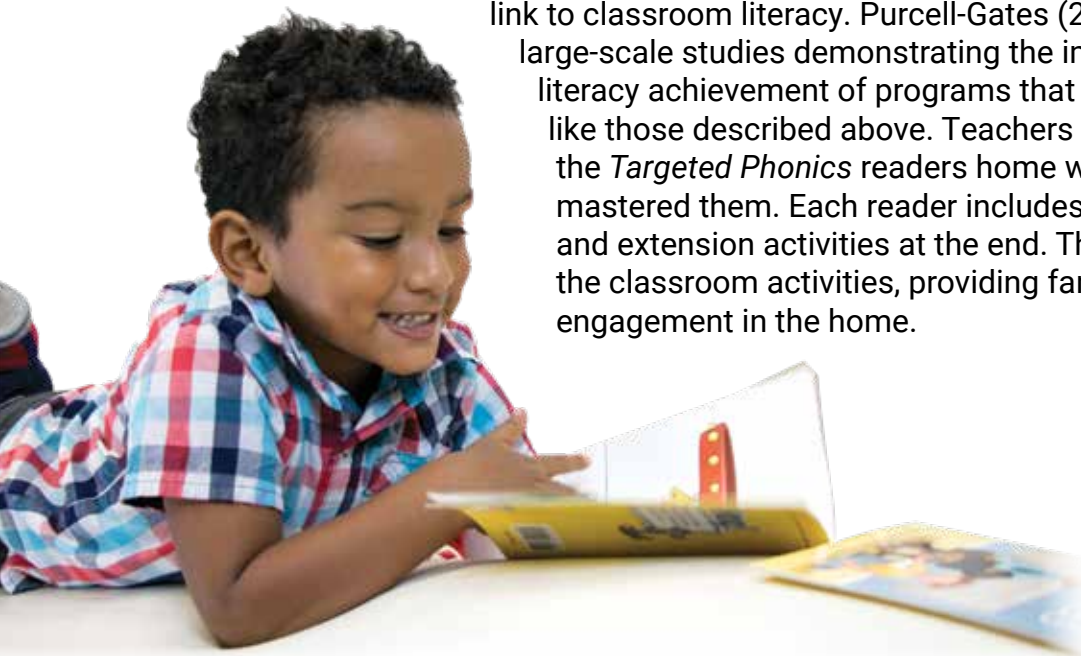 link to classroom literacy. Purcell-Gates (2
large-scale studies demonstrating the in
literacy achievement of programs that
like those described above. Teachers
the Targeted Phonics readers home w
mastered them. Each reader includes
and extension activities at the end. Th
the classroom activities, providing far
engagement in the home.